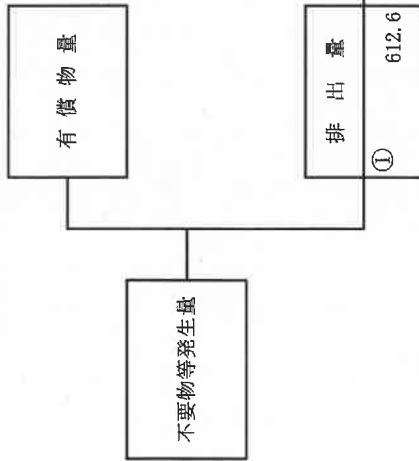 有償物量
不要物等発生量
排出量
①
612.6